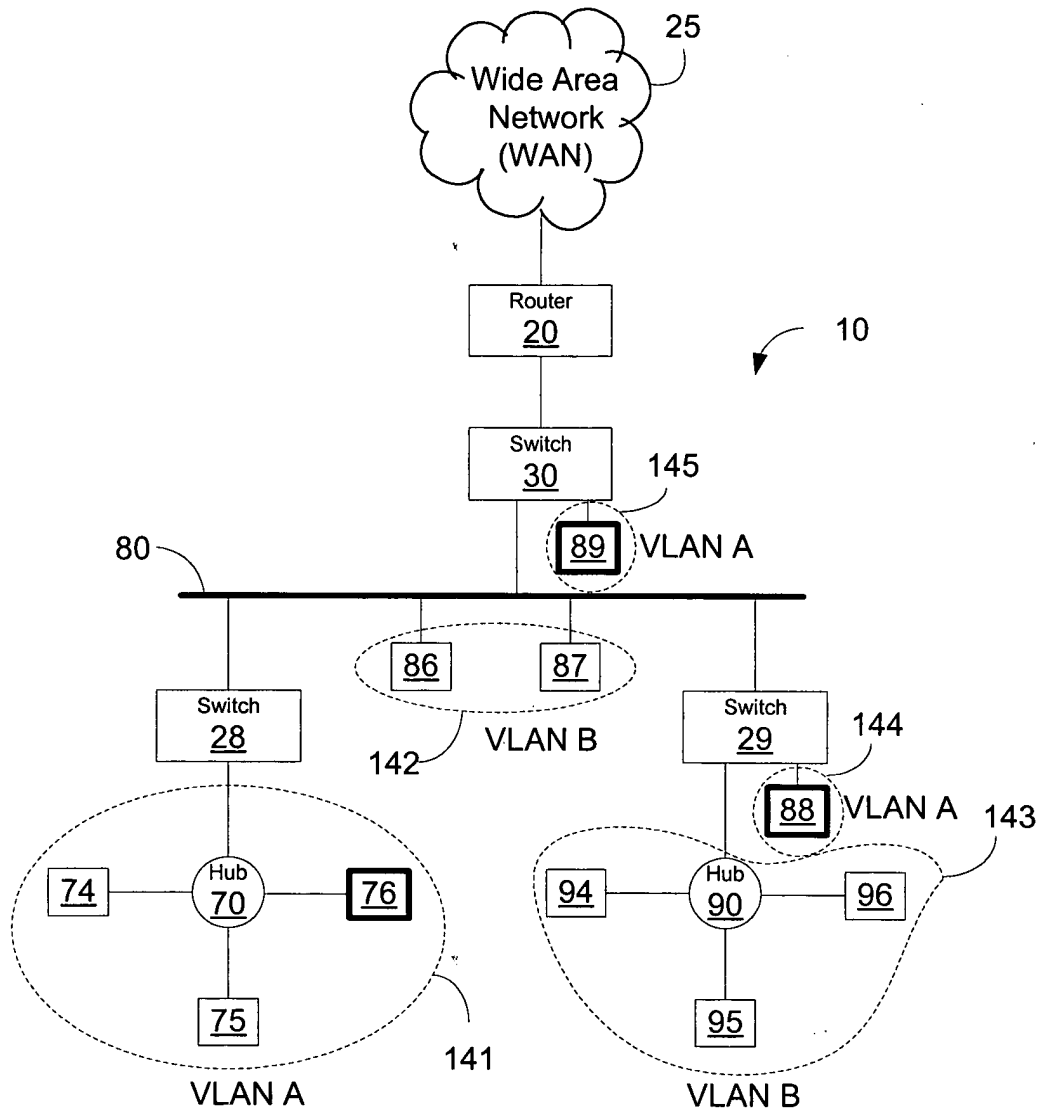 25
Wide Area
Network
(WAN)
Router
20
10
Switch
30
145
89
VLAN A
80
86
87
Switch
28
142
VLAN B
Switch
29
144
88
VLAN A
143
74
Hub
70
76
94
Hub
90
96
75
95
141
VLAN A
VLAN B